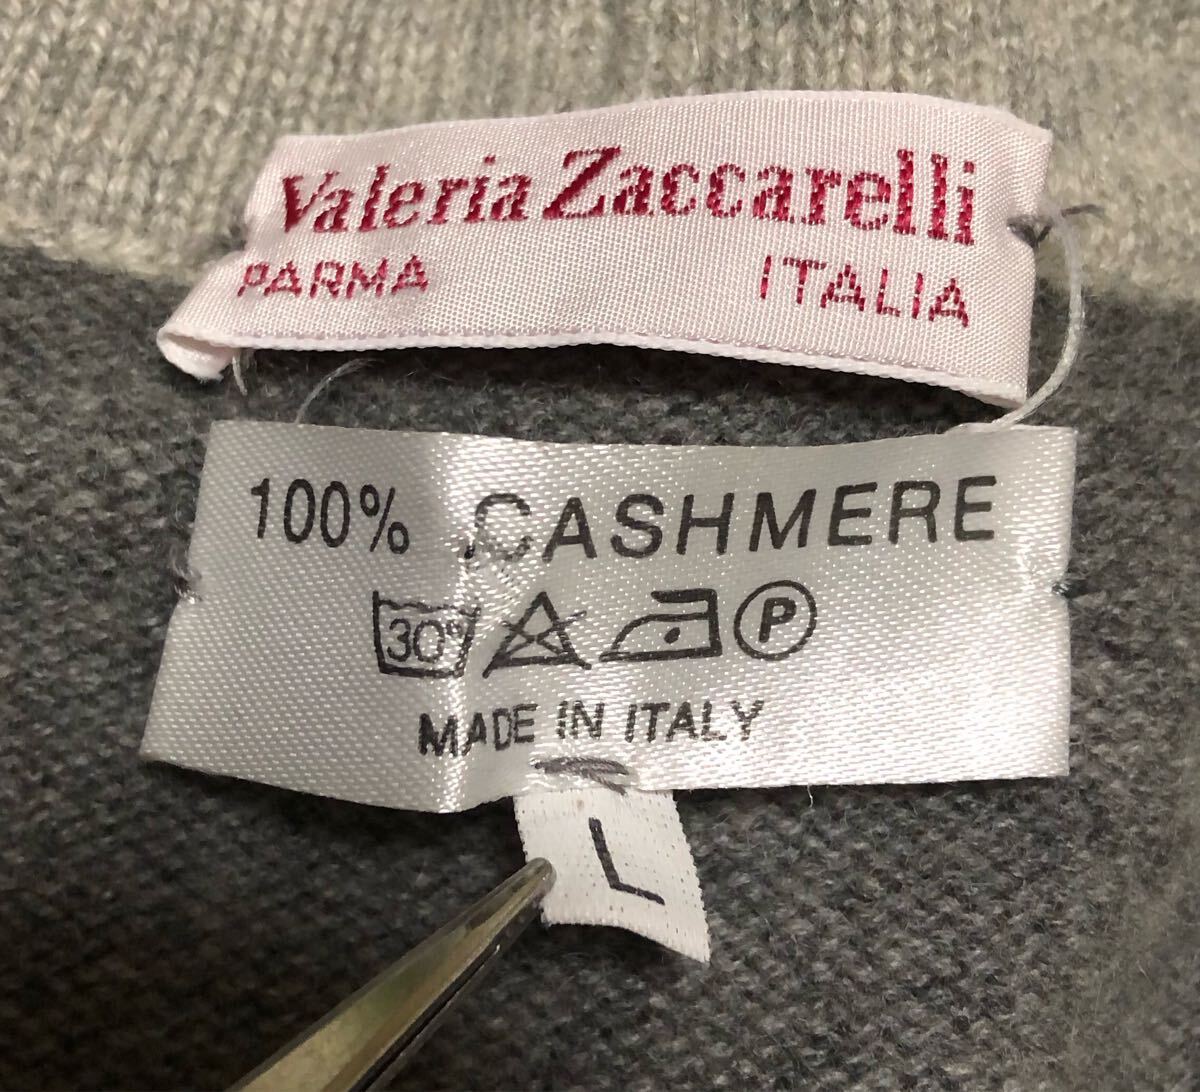 Valeria Zaccarelli
PARMA ITALIA
100% CASHMERE
30° P
MADE IN ITALY
L